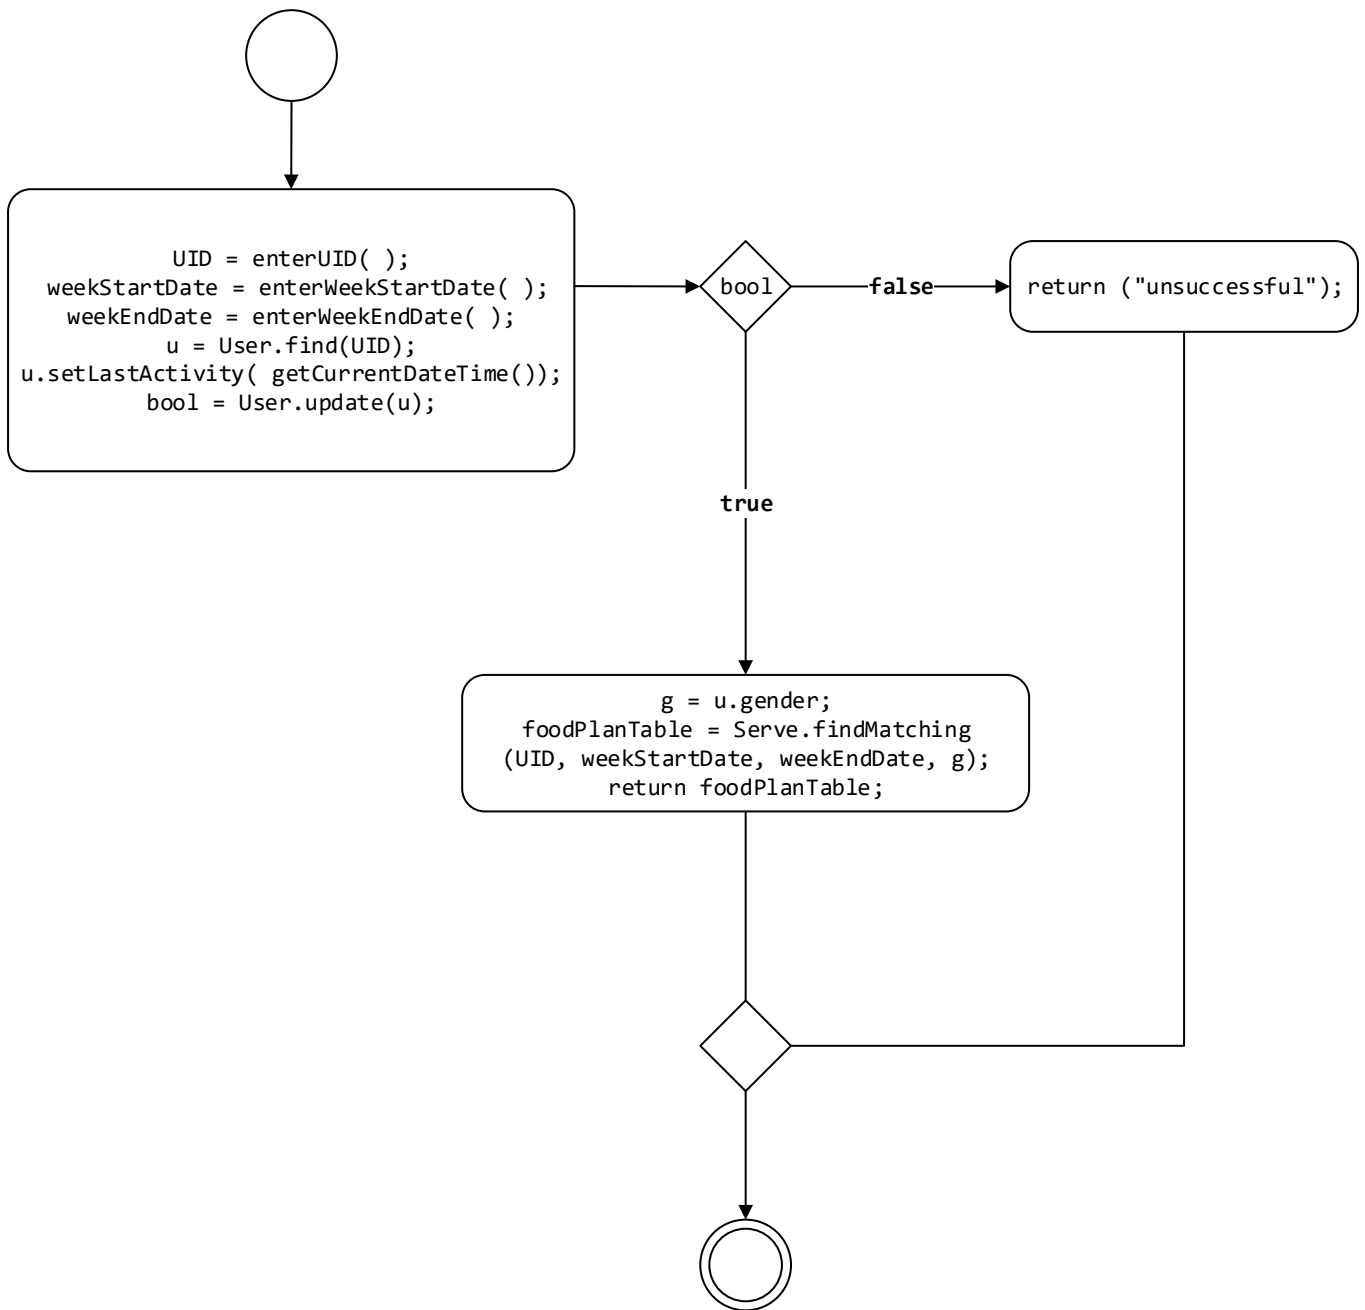 UID = enterUID( );
weekStartDate = enterWeekStartDate( );
weekEndDate = enterWeekEndDate( );
u = User.find(UID);
u.setLastActivity( getCurrentDateTime());
bool = User.update(u);
bool
false
return ("unsuccessful");
true
g = u.gender;
foodPlanTable = Serve.findMatching
(UID, weekStartDate, weekEndDate, g);
return foodPlanTable;